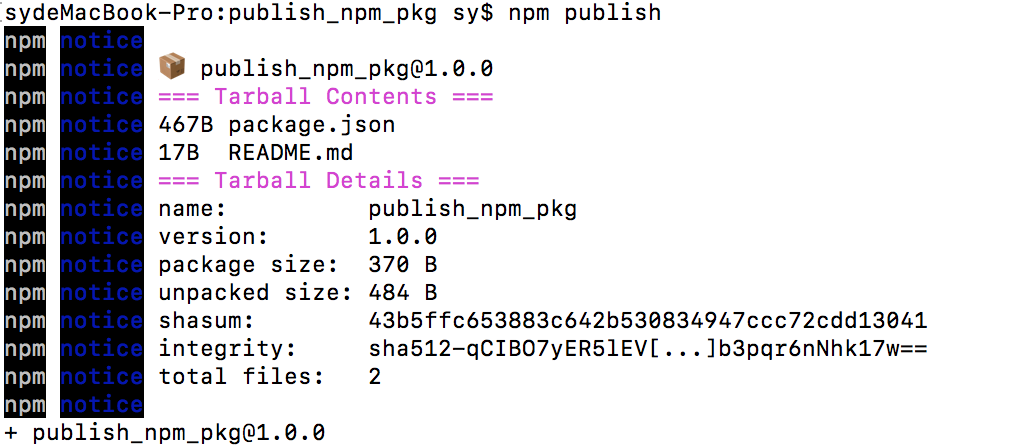 sydeMacBook-Pro:publish_npm_pkg sy$ npm publish
npm notice
npm notice 📦 publish_npm_pkg@1.0.0
npm notice === Tarball Contents ===
npm notice 467B package.json
npm notice 17B  README.md
npm notice === Tarball Details ===
npm notice name:          publish_npm_pkg
npm notice version:       1.0.0
npm notice package size:  370 B
npm notice unpacked size: 484 B
npm notice shasum:        43b5ffc653883c642b530834947ccc72cdd13041
npm notice integrity:     sha512-qCIBO7yER5lEV[...]b3pqr6nNhk17w==
npm notice total files:   2
npm notice
+ publish_npm_pkg@1.0.0